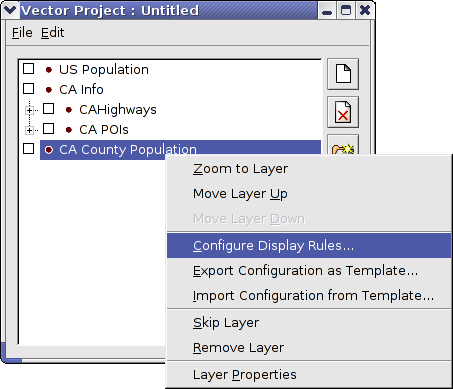 Vector Project : Untitled
File Edit
US Population
CA Info
CAHighways
CA POIs
CA County Population
Zoom to Layer
Move Layer Up
Move Layer Down
Configure Display Rules...
Export Configuration as Template...
Import Configuration from Template...
Skip Layer
Remove Layer
Layer Properties